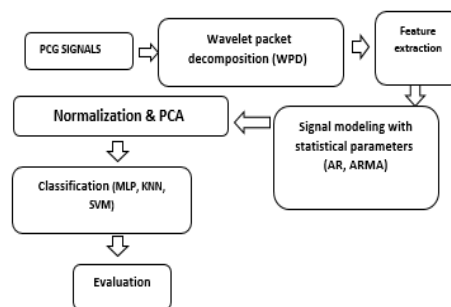 PCG SIGNALS
Wavelet packet
decomposition (WPD)
Feature
extraction
Signal modeling with
statistical parameters
(AR, ARMA)
Normalization & PCA
Classification (MLP, KNN,
SVM)
Evaluation